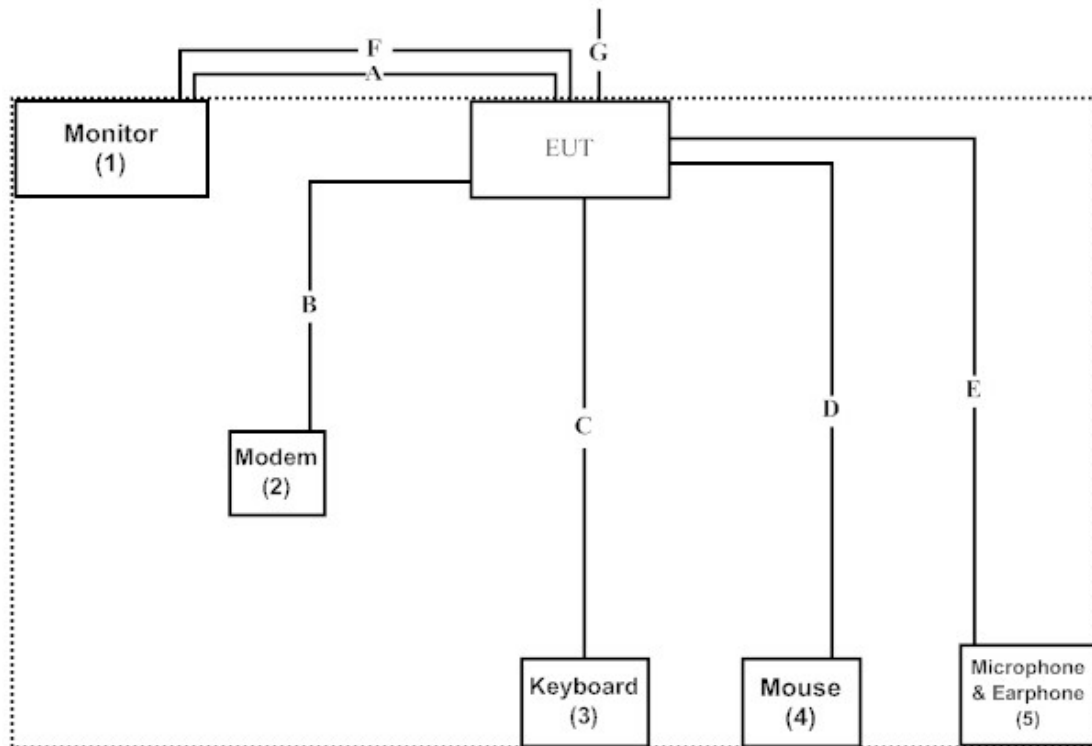 F
G
A
Monitor
(1)
EUT
B
Modem
(2)
C
D
E
Keyboard
(3)
Mouse
(4)
Microphone
& Earphone
(5)